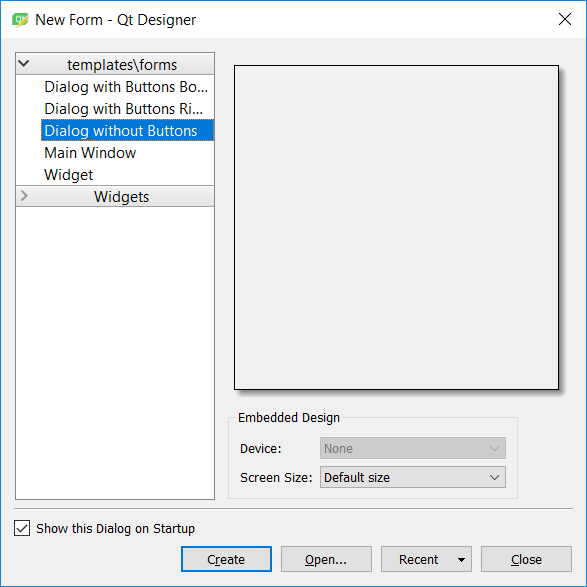 New Form - Qt Designer
templates\forms
Dialog with Buttons Bo...
Dialog with Buttons Ri...
Dialog without Buttons
Main Window
Widget
Widgets
Embedded Design
Device: None
Screen Size: Default size
Show this Dialog on Startup
Create Open... Recent Close